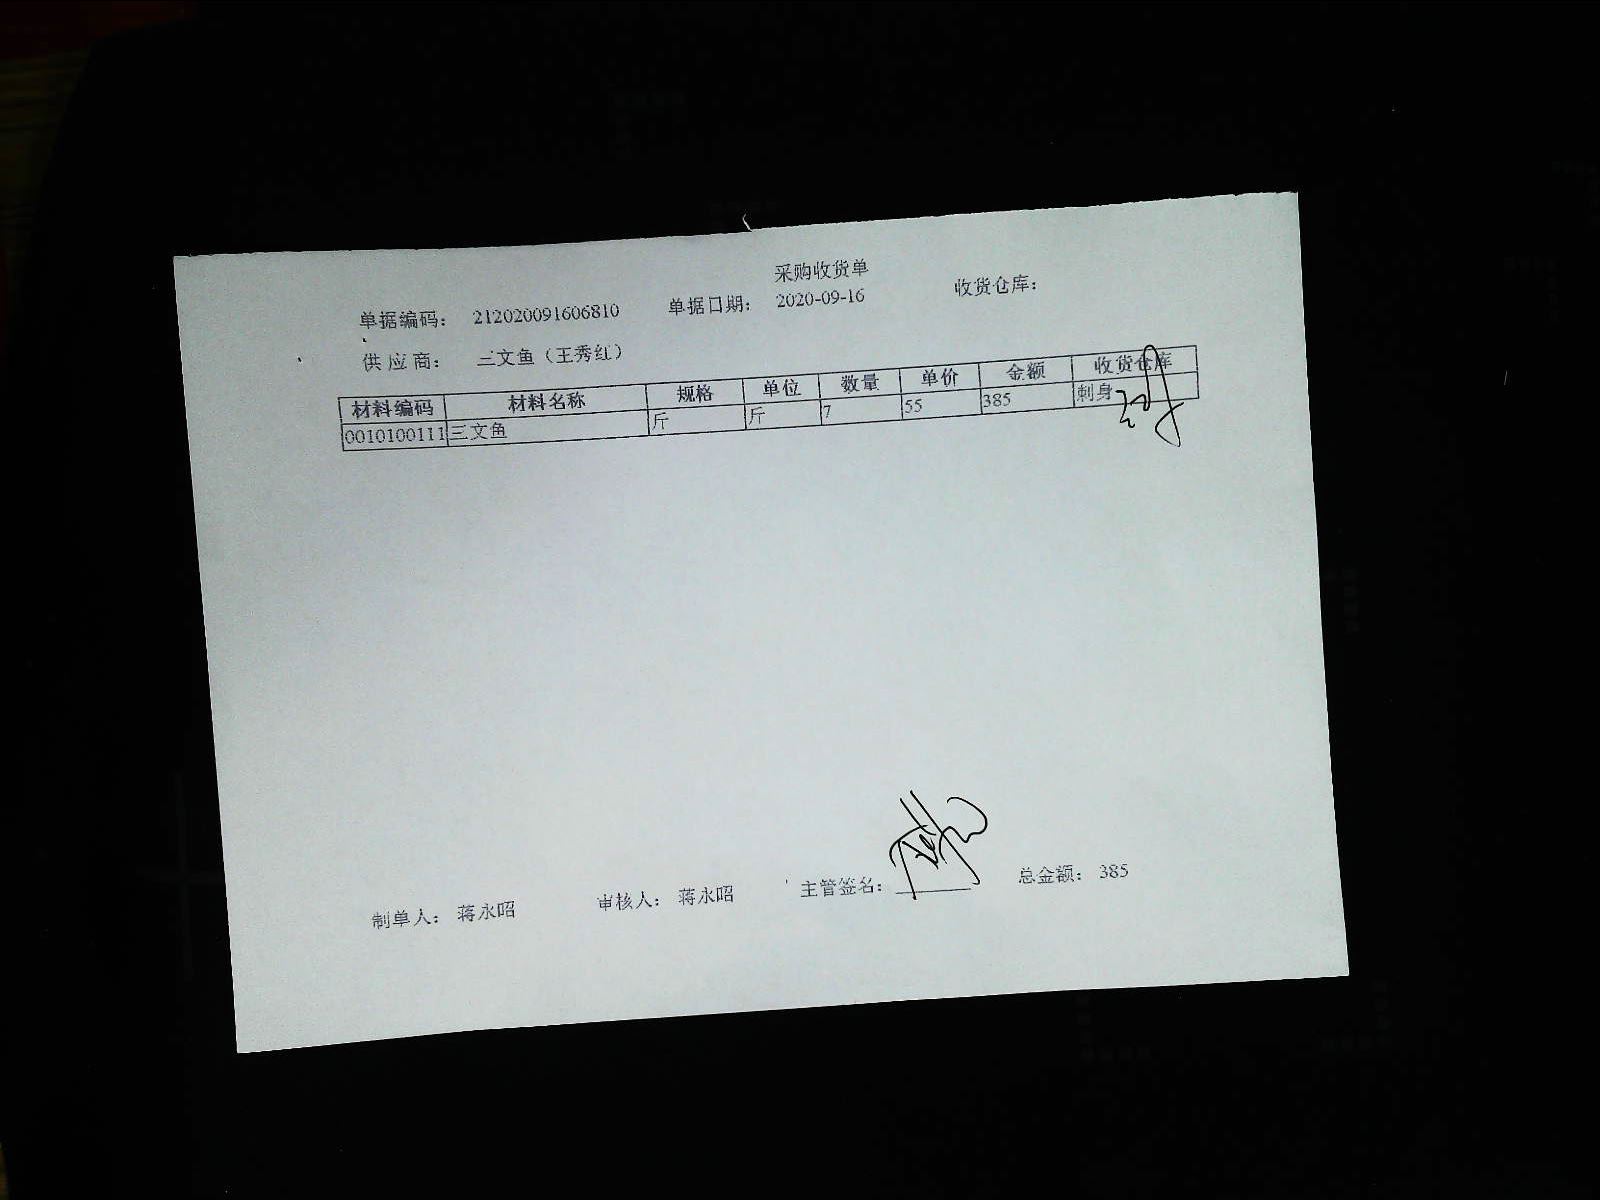 采购收货单
单据编码: 212020091606810 单据日期: 2020-09-16 收货仓库:
供应商: 三文鱼（王秀红）
材料编码 材料名称 规格 单位 数量 单价 金额 收货仓库
0010100111 三文鱼 斤 斤 7 55 385 刺身
制单人: 蒋永昭 审核人: 蒋永昭 主管签名: 总金额: 385